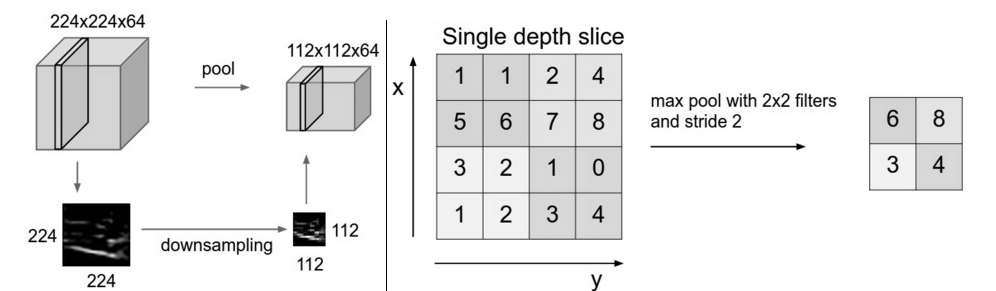 224x224x64
pool
112x112x64
224
downsampling
112
112
224
Single depth slice
x
1 1 2 4
5 6 7 8
3 2 1 0
1 2 3 4
y
max pool with 2x2 filters
and stride 2
6 8
3 4